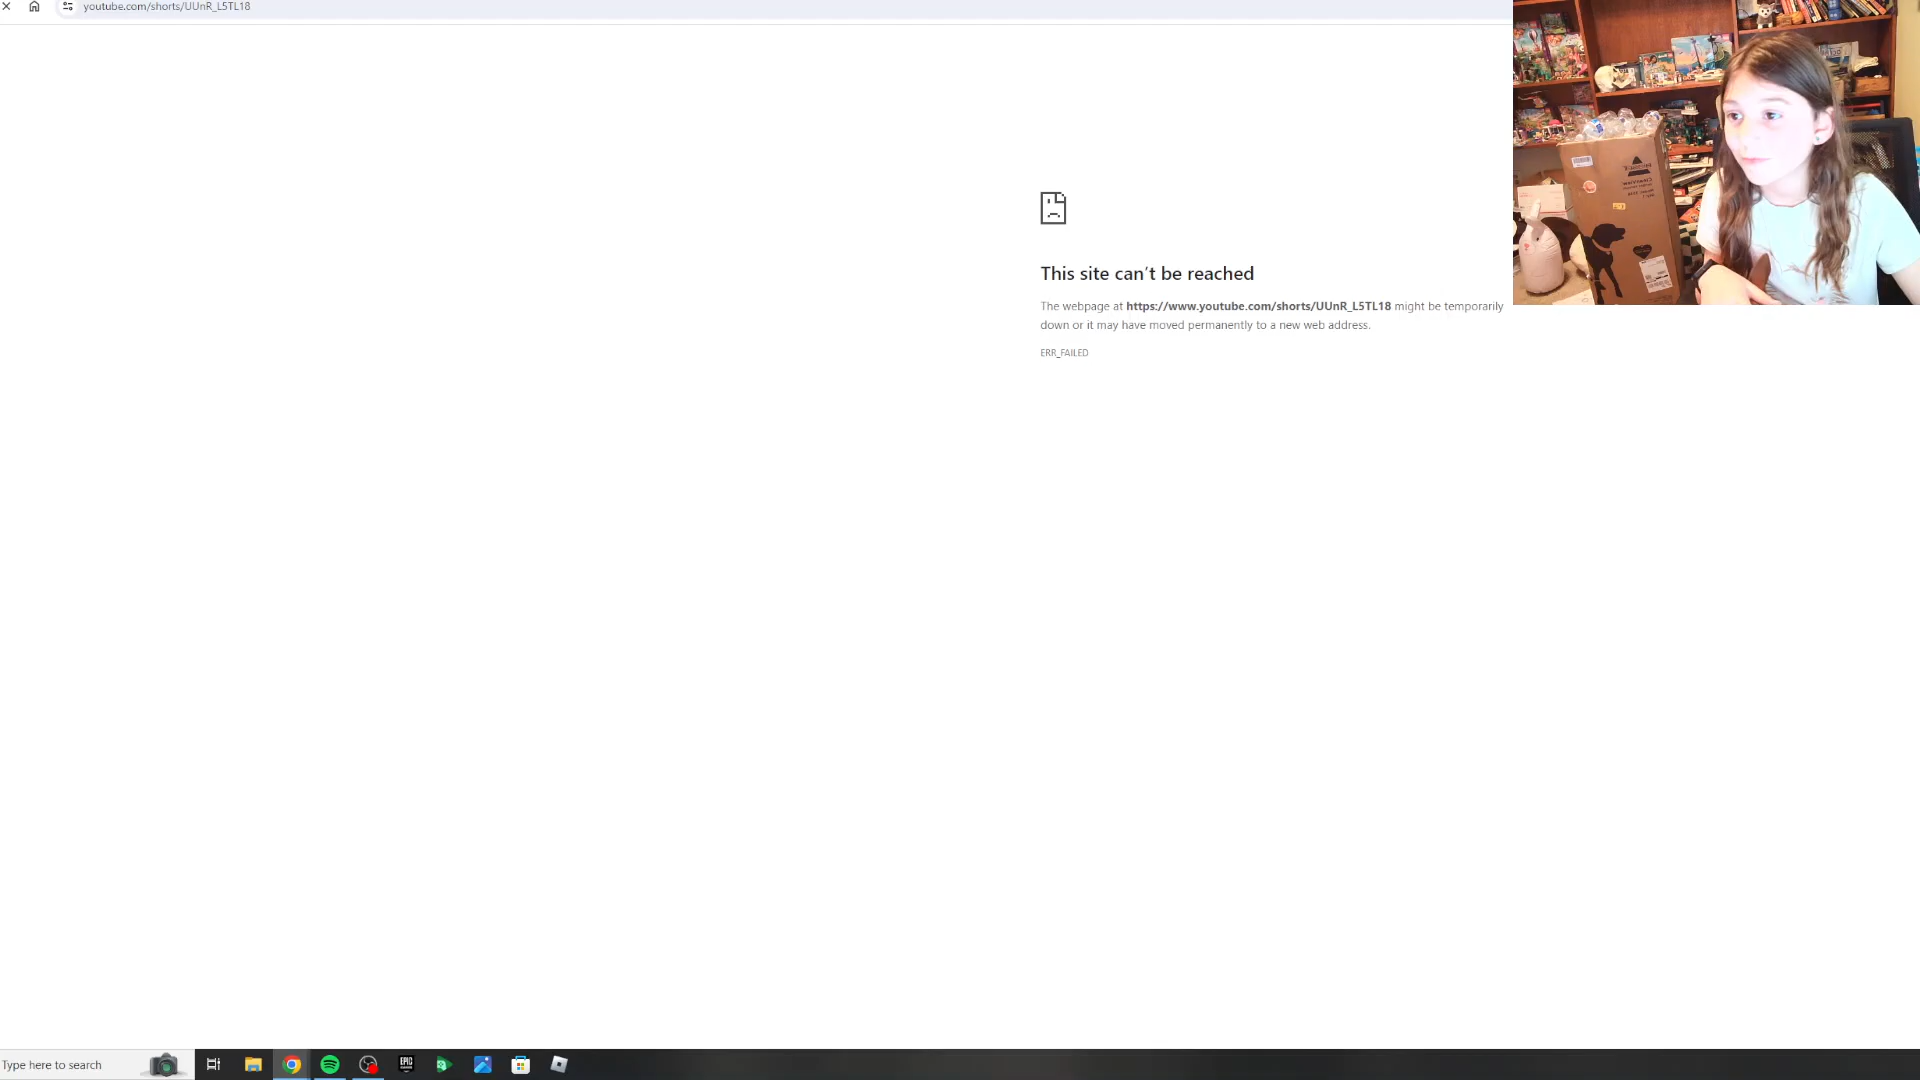 youtube.com/shorts/UUnR_L5TL18
This site can't be reached
The webpage at https://www.youtube.com/shorts/UUnR_L5TL18 might be temporarily
down or it may have moved permanently to a new web address.
ERR_FAILED
Type here to search
EPIC